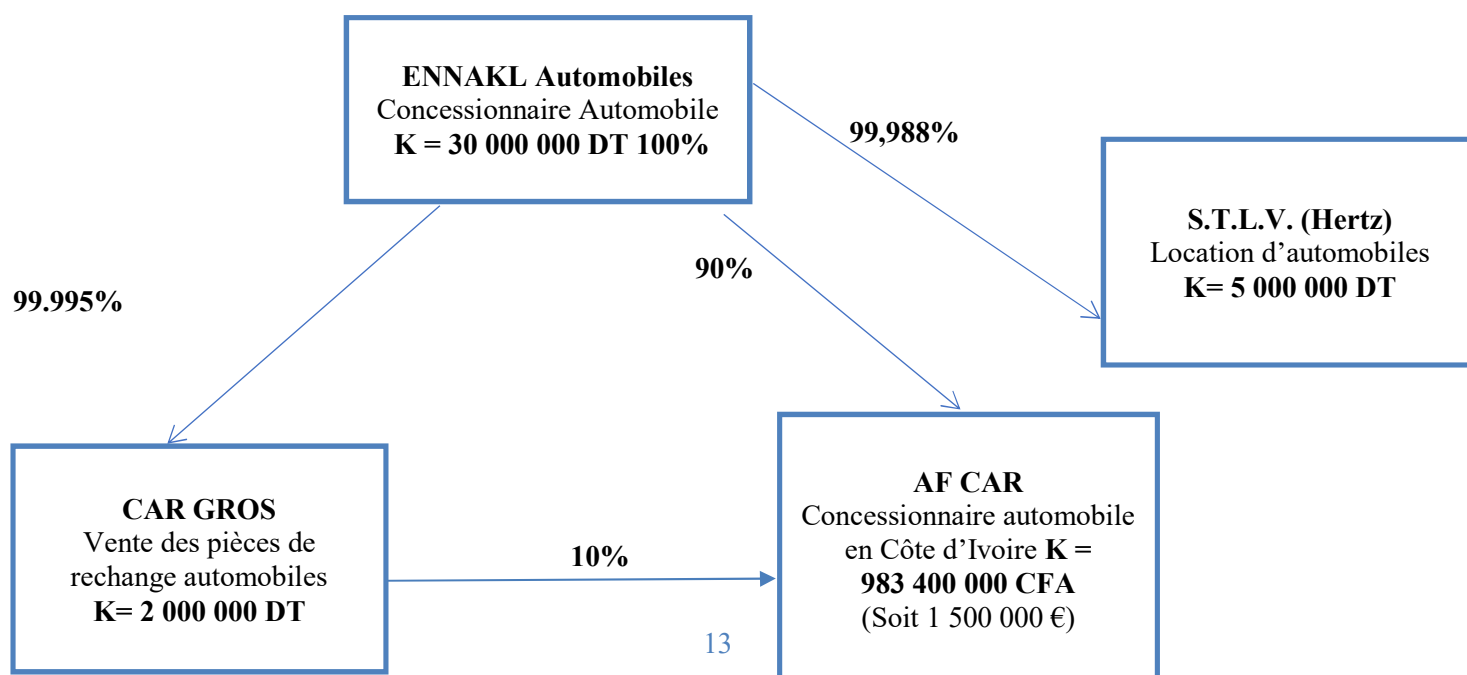 ENNAKL Automobiles
Concessionnaire Automobile
K = 30 000 000 DT 100%
99,988%
S.T.L.V. (Hertz)
Location d’automobiles
K= 5 000 000 DT
90%
99.995%
CAR GROS
Vente des pièces de
rechange automobiles
K= 2 000 000 DT
10%
AF CAR
Concessionnaire automobile
en Côte d’Ivoire K =
983 400 000 CFA
(Soit 1 500 000 €)
13